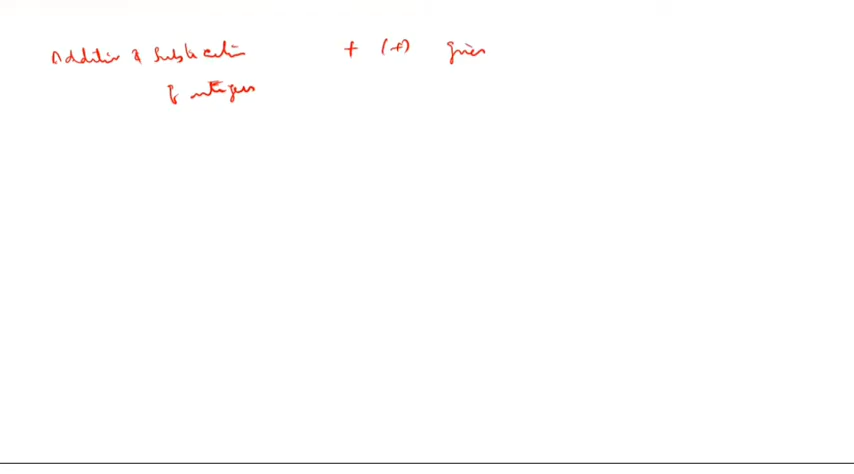 Addition & Subtraction + (+) gives
of integers